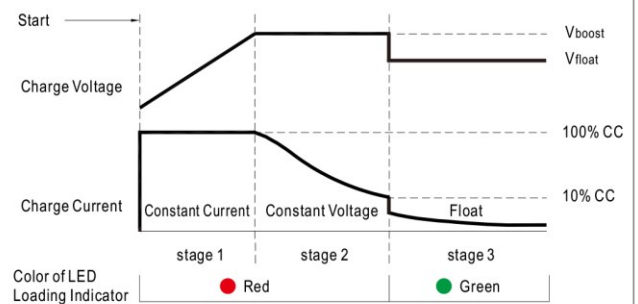 Start
Vboost
Vfloat
Charge Voltage
100% CC
10% CC
Charge Current
Constant Current
Constant Voltage
Float
stage 1
stage 2
stage 3
Color of LED
Loading Indicator
Red
Green